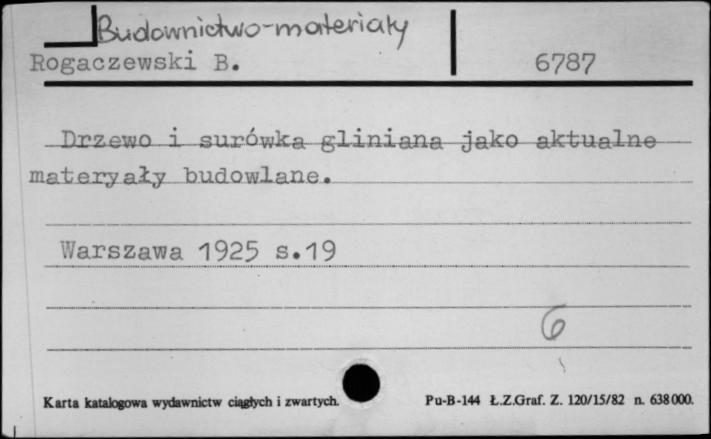 Budownictwo-materiały
Rogaczewski B. 6787
Drzewo i surówka gliniana jako aktualne
materyały budowlane.
Warszawa 1925 s.19
6
Karta katalogowa wydawnictw ciągłych i zwartych. Pu-B-144 Ł.Z.Graf. Z. 120/15/82 n. 638000.